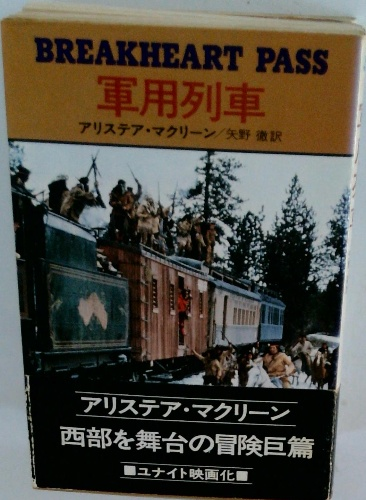 BREAKHEART PASS
軍用列車
アリステア・マクリーン/矢野 徹訳
アリステア・マクリーン
西部を舞台の冒険巨篇
■ユナイト映画化■